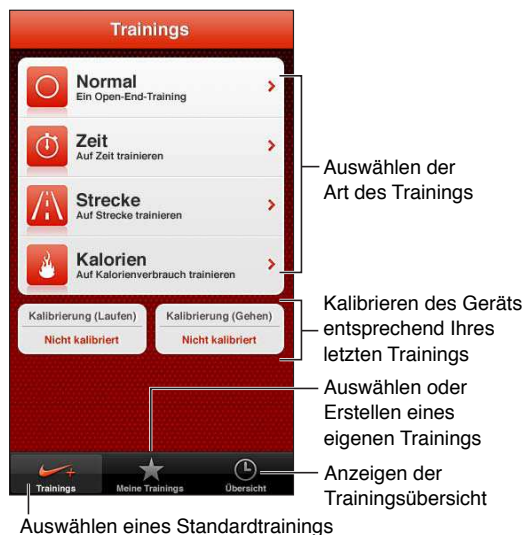 Trainings
Normal
Ein Open-End-Training
Zeit
Auf Zeit trainieren
Strecke
Auf Strecke trainieren
Kalorien
Auf Kalorienverbrauch trainieren
Auswählen der
Art des Trainings
Kalibrierung (Laufen)
Nicht kalibriert
Kalibrierung (Gehen)
Nicht kalibriert
Kalibrieren des Geräts
entsprechend Ihres
letzten Trainings
Auswählen oder
Erstellen eines
eigenen Trainings
Trainings
Meine Trainings
Übersicht
Anzeigen der
Trainingsübersicht
Auswählen eines Standardtrainings